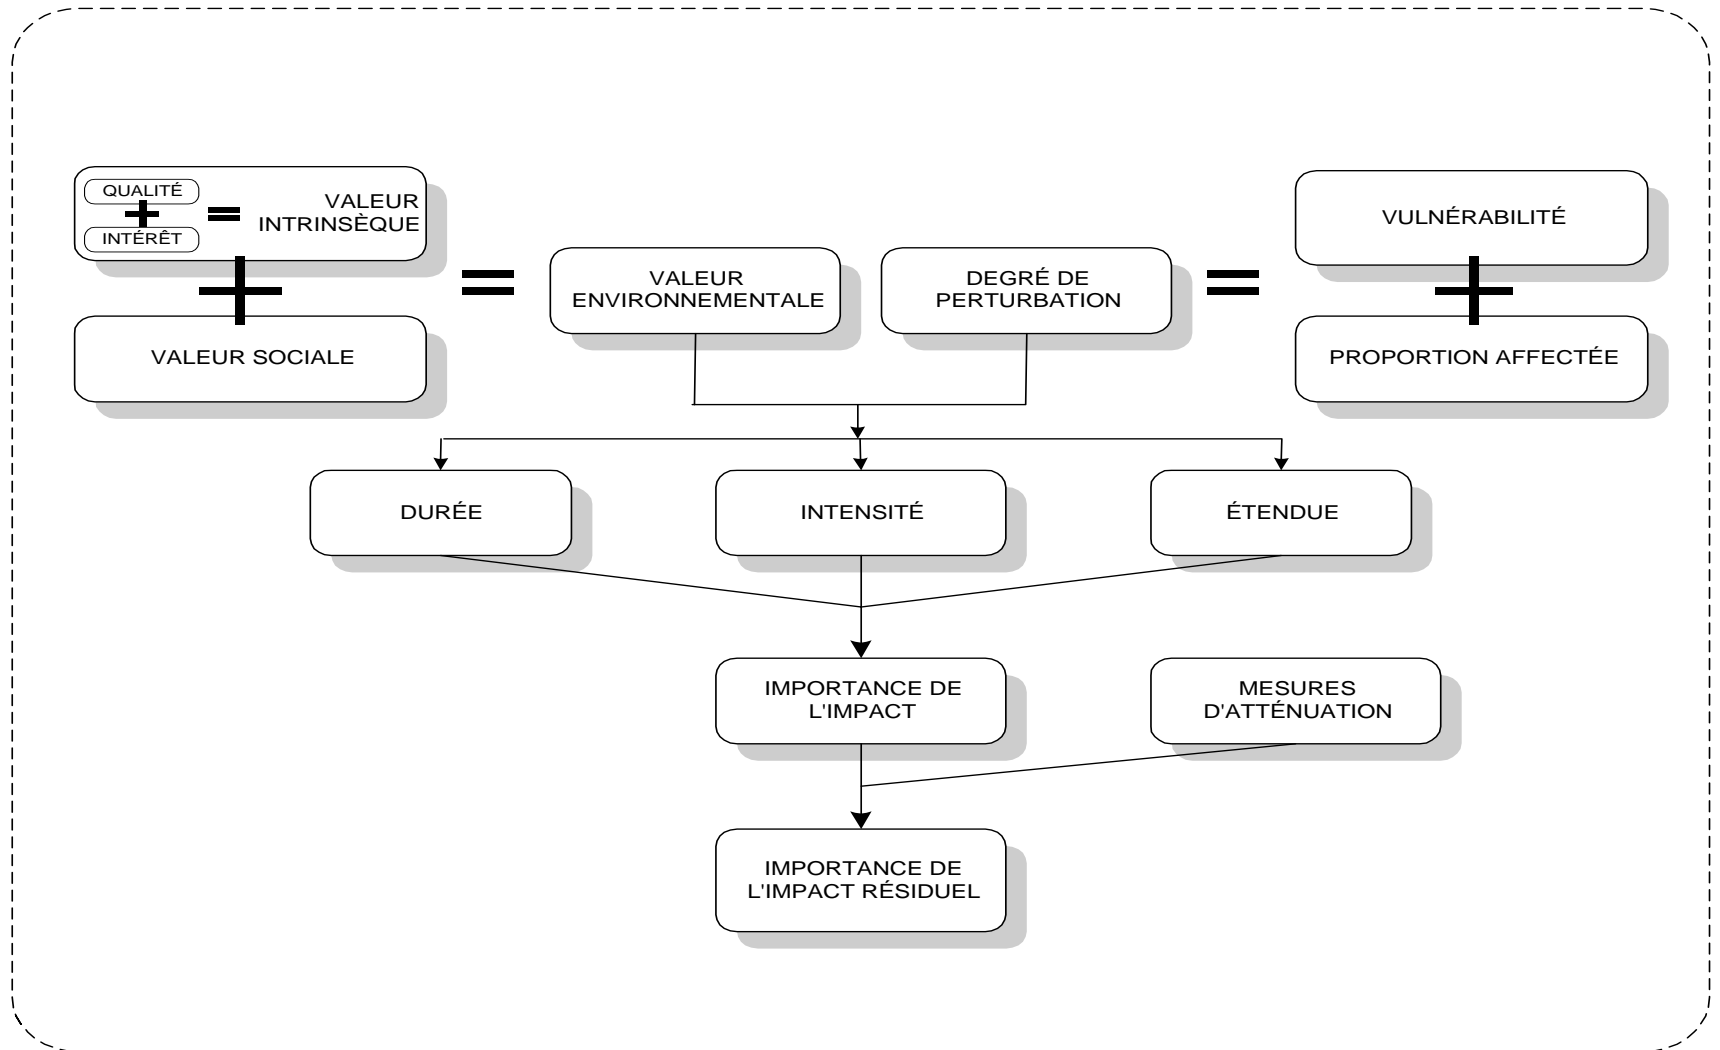 QUALITÉ
+
INTÉRÊT
=
VALEUR
INTRINSÈQUE
+
VALEUR SOCIALE
=
VALEUR
ENVIRONNEMENTALE
DEGRÉ DE
PERTURBATION
=
VULNÉRABILITÉ
+
PROPORTION AFFECTÉE
DURÉE
INTENSITÉ
ÉTENDUE
IMPORTANCE DE
L'IMPACT
MESURES
D'ATTÉNUATION
IMPORTANCE DE
L'IMPACT RÉSIDUEL